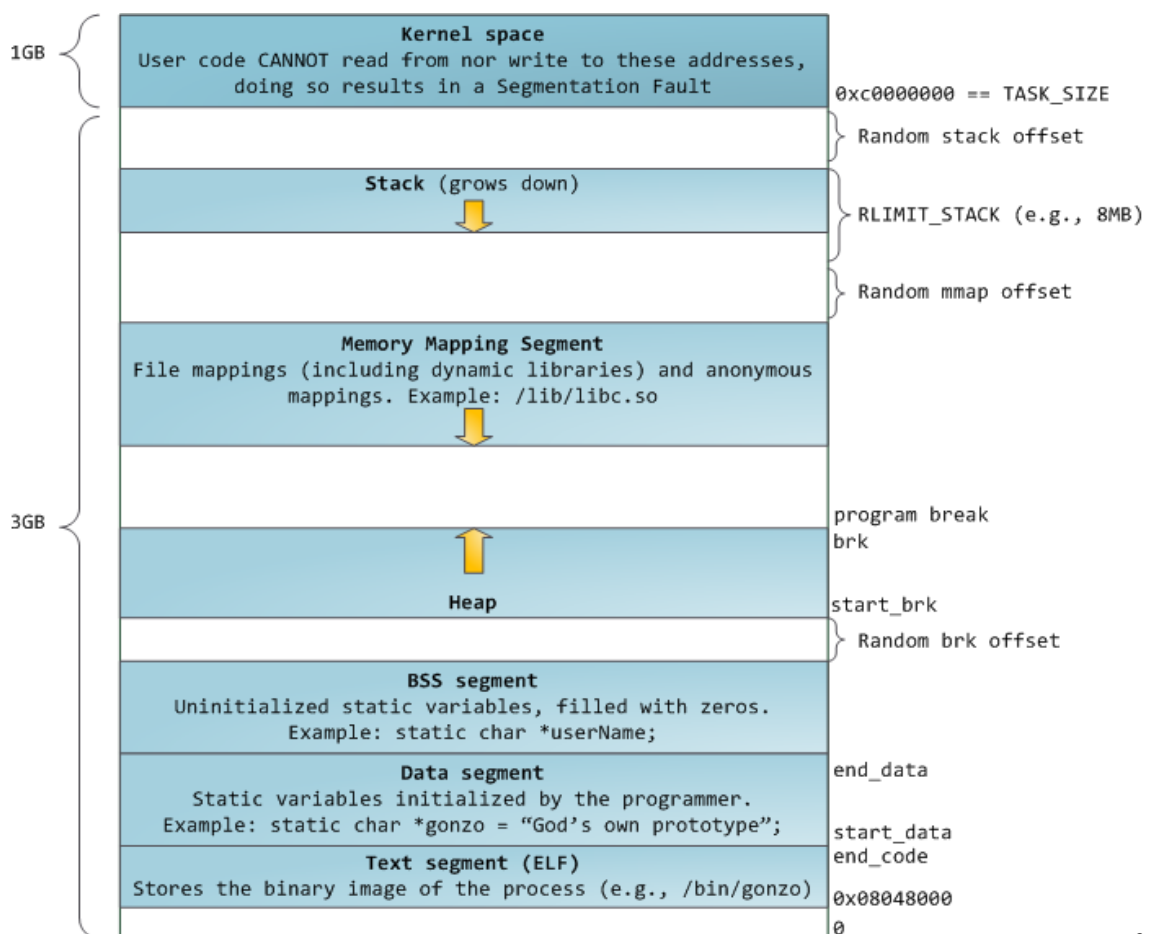 1GB
Kernel space
User code CANNOT read from nor write to these addresses,
doing so results in a Segmentation Fault
0xc0000000 == TASK_SIZE
Random stack offset
Stack (grows down)
RLIMIT_STACK (e.g., 8MB)
Random mmap offset
Memory Mapping Segment
File mappings (including dynamic libraries) and anonymous
mappings. Example: /lib/libc.so
3GB
program break
brk
Heap
start_brk
Random brk offset
BSS segment
Uninitialized static variables, filled with zeros.
Example: static char *userName;
Data segment
end_data
Static variables initialized by the programmer.
Example: static char *gonzo = “God’s own prototype”;
start_data
end_code
Text segment (ELF)
Stores the binary image of the process (e.g., /bin/gonzo)
0x08048000
0